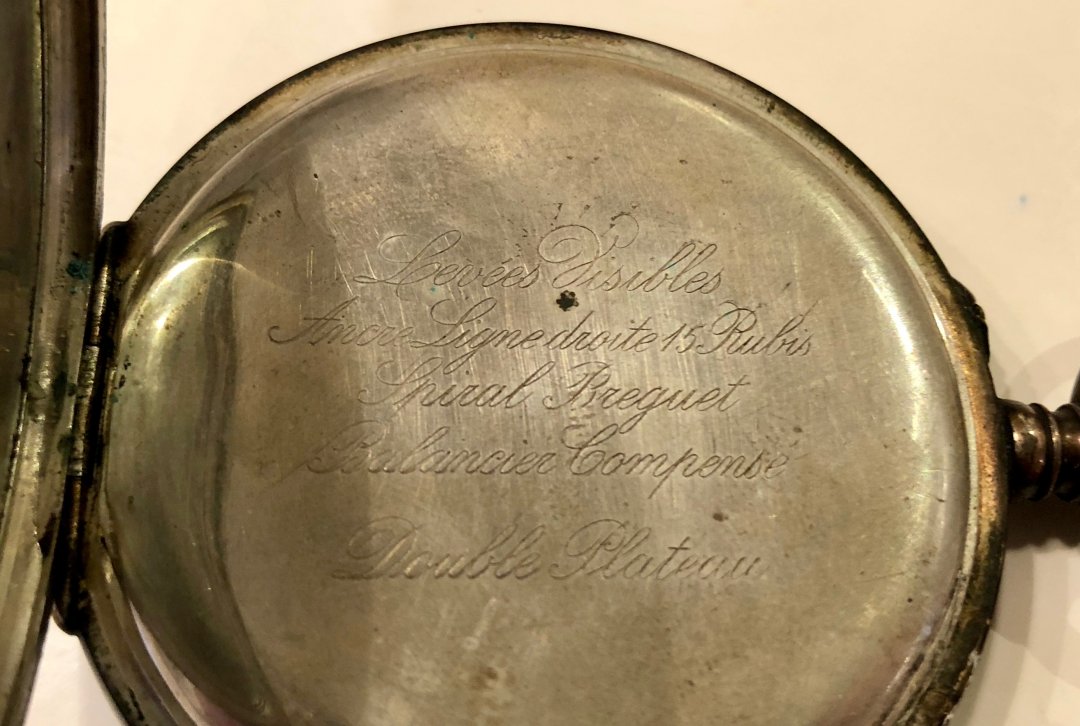 Levées Visibles
Ancre Ligne droite 15 Rubis
Spiral Breguet
Balancier Compensé
Double Plateau